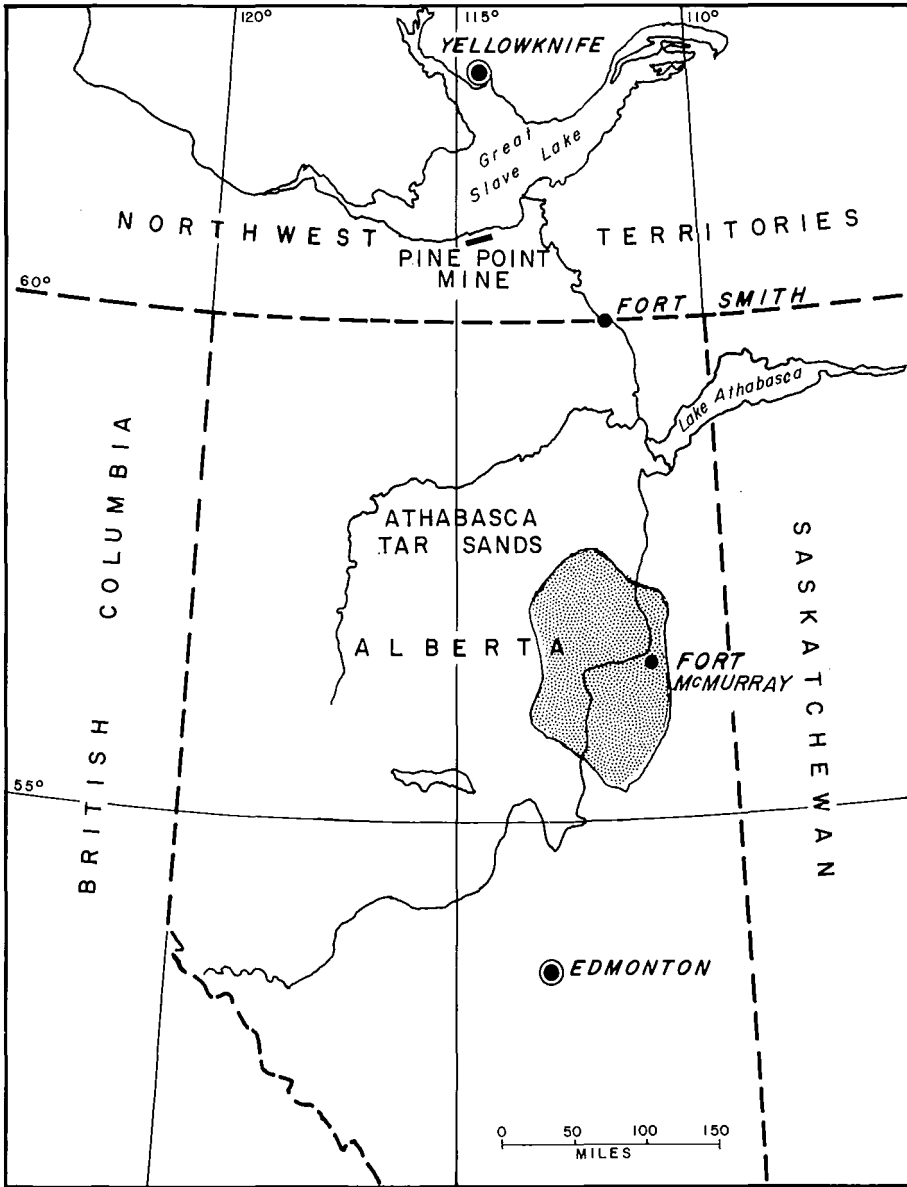 120°
115°
110°
YELLOWKNIFE
Great
Slave Lake
NORTHWEST TERRITORIES
PINE POINT
MINE
60°
FORT SMITH
Lake Athabasca
ATHABASCA
TAR SANDS
BRITISH COLUMBIA
ALBERTA
SASKATCHEWAN
FORT
McMURRAY
55°
EDMONTON
0 50 100 150
MILES